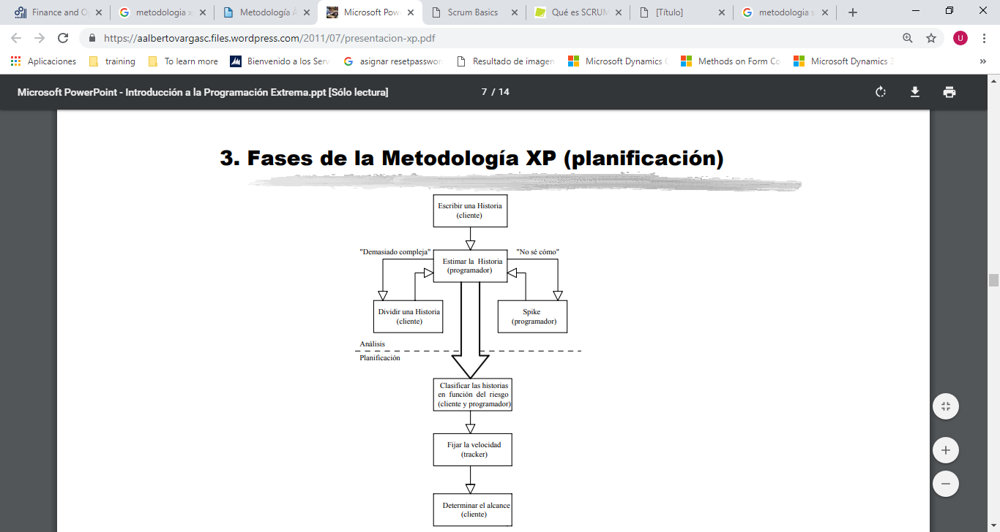 Finance and O
metodologia x
Metodología Á
Microsoft Pow
Scrum Basics
Qué es SCRUM
[Título]
metodologia s
https://aalbertovargasc.files.wordpress.com/2011/07/presentacion-xp.pdf
U
Aplicaciones
training
To learn more
Bienvenido a los Serv
asignar resetpasswor
Resultado de imagen
Microsoft Dynamics
Methods on Form Co
Microsoft Dynamics 3
»
Microsoft PowerPoint - Introducción a la Programación Extrema.ppt [Sólo lectura]
7 / 14
3. Fases de la Metodología XP (planificación)
Escribir una Historia
(cliente)
"Demasiado compleja"
"No sé cómo"
Estimar la Historia
(programador)
Dividir una Historia
(cliente)
Spike
(programador)
Análisis
Planificación
Clasificar las historias
en función del riesgo
(cliente y programador)
Fijar la velocidad
(tracker)
Determinar el alcance
(cliente)